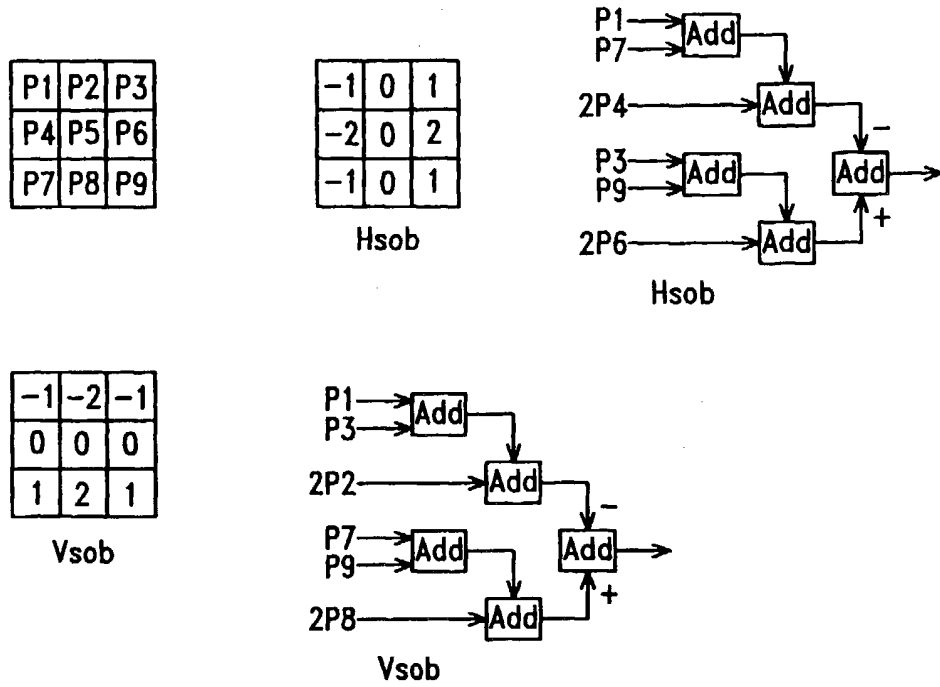 P1 P2 P3
P4 P5 P6
P7 P8 P9
-1 0 1
-2 0 2
-1 0 1
Hsob
P1
P7
Add
2P4
Add
-
P3
P9
Add
Add
+
2P6
Add
Hsob
-1 -2 -1
0 0 0
1 2 1
Vsob
P1
P3
Add
2P2
Add
-
P7
P9
Add
Add
+
2P8
Add
Vsob